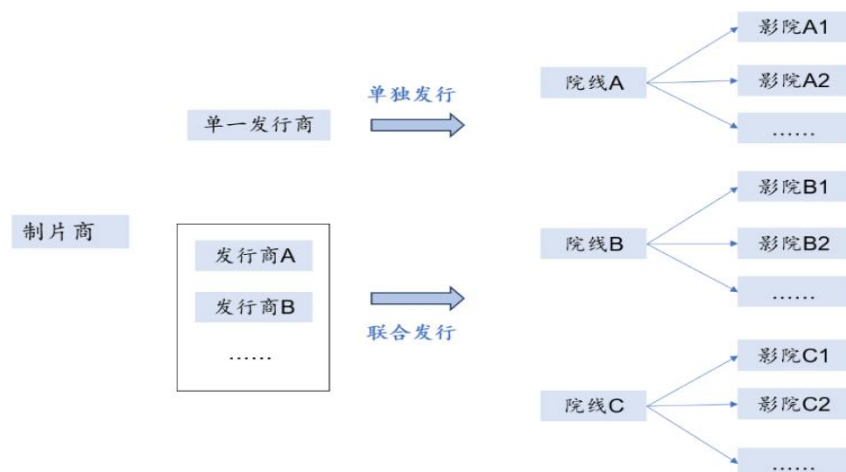 制片商
单一发行商
单独发行
发行商A
发行商B
……
联合发行
院线A
影院A1
影院A2
……
院线B
影院B1
影院B2
……
院线C
影院C1
影院C2
……